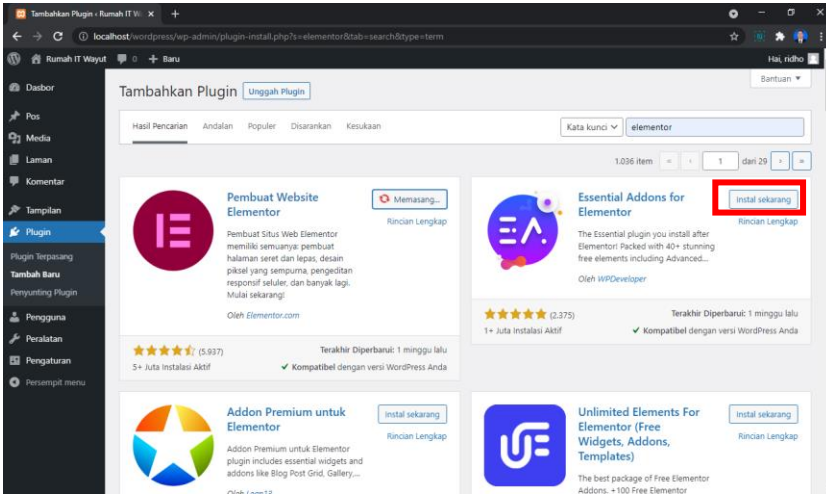 Tambahkan Plugin ‹ Rumah IT W
localhost/wordpress/wp-admin/plugin-install.php?s=elementor&tab=search&type=term
Rumah IT Wayut 0 + Baru Hai, ridho
Bantuan
Dasbor
Pos
Media
Laman
Komentar
Tampilan
Plugin
Plugin Terpasang
Tambah Baru
Penyunting Plugin
Pengguna
Peralatan
Pengaturan
Persempit menu
Tambahkan Plugin Unggah Plugin
Hasil Pencarian Andalan Populer Disarankan Kesukaan Kata kunci elementor
1.036 item « ‹ 1 dari 29 › »
Pembuat Website
Elementor
Memasang...
Rincian Lengkap
Pembuat Situs Web Elementor
memiliki semuanya: pembuat
halaman seret dan lepas, desain
piksel yang sempurna, pengeditan
responsif seluler, dan banyak lagi.
Mulai sekarang!
Oleh Elementor.com
(5.937)
5+ Juta Instalasi Aktif
Terakhir Diperbarui: 1 minggu lalu
Kompatibel dengan versi WordPress Anda
EA
Essential Addons for
Elementor
Instal sekarang
Rincian Lengkap
The Essential plugin you install after
Elementor! Packed with 40+ stunning
free elements including Advanced...
Oleh WPDeveloper
(2.375)
1+ Juta Instalasi Aktif
Terakhir Diperbarui: 1 minggu lalu
Kompatibel dengan versi WordPress Anda
Addon Premium untuk
Elementor
Instal sekarang
Rincian Lengkap
Addon Premium untuk Elementor
plugin includes essential widgets and
addons like Blog Post Grid, Gallery,...
Oleh Leap13
UE
Unlimited Elements For
Elementor (Free
Widgets, Addons,
Templates)
Instal sekarang
Rincian Lengkap
The best package of Free Elementor
Addons. +100 Free Elementor